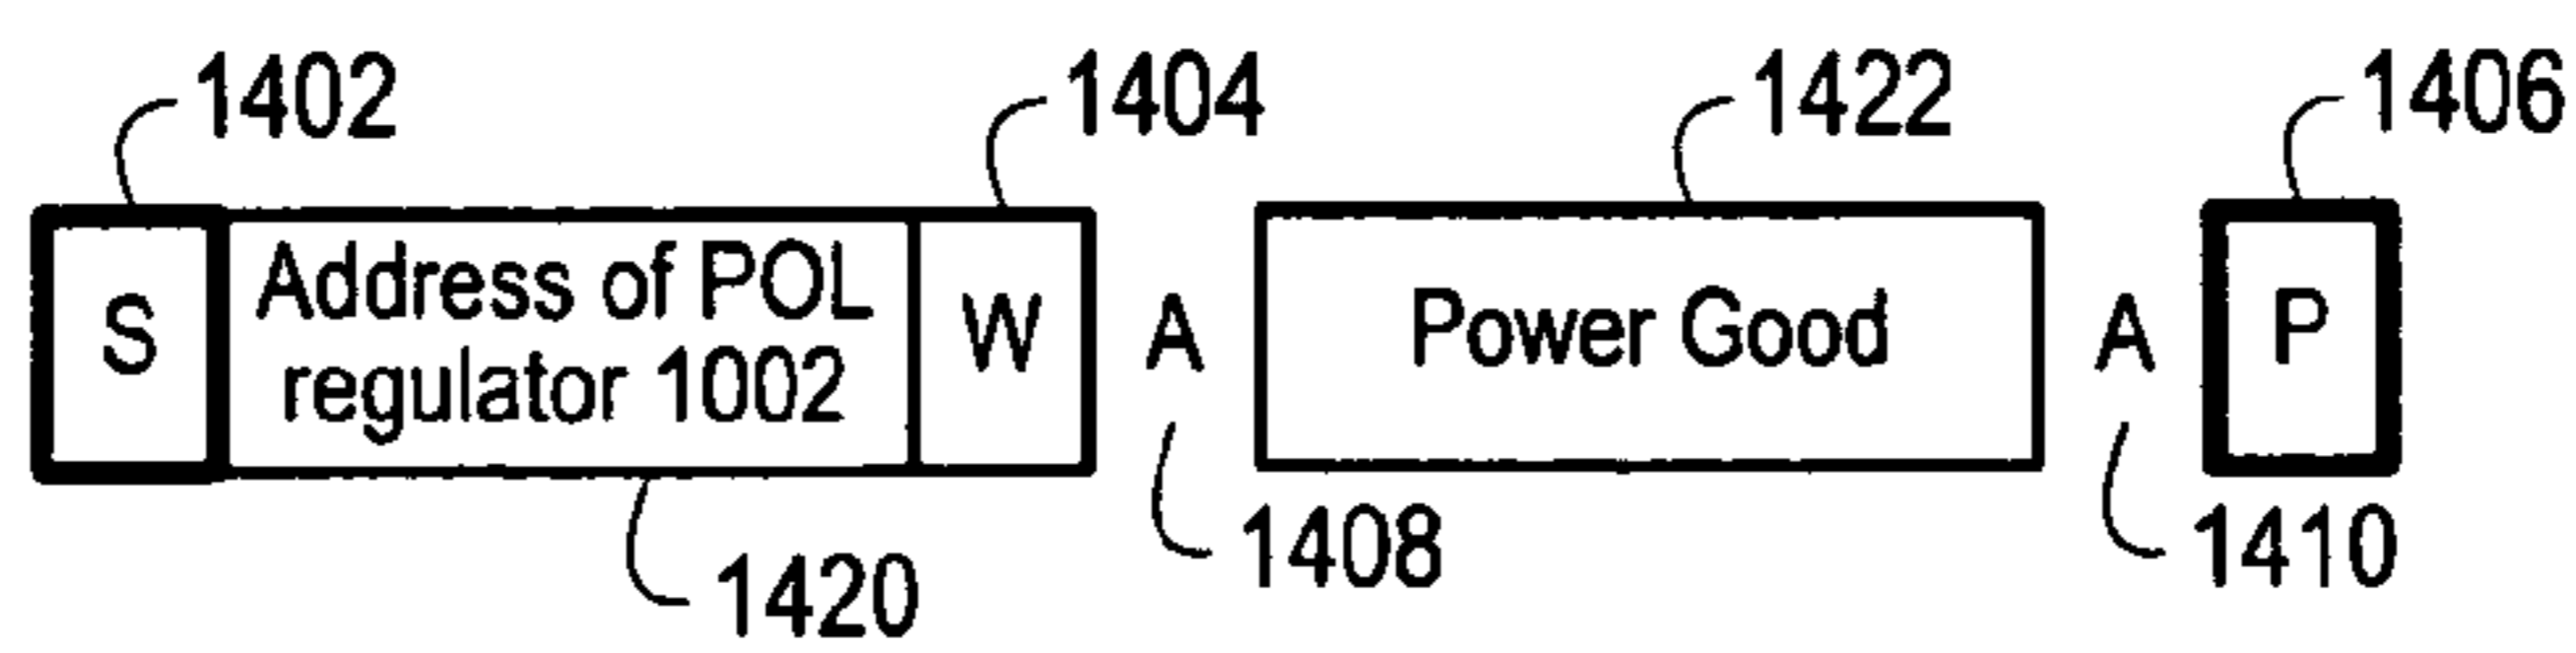 1402
1404
1422
1406
S
Address of POL
regulator 1002
W
A
Power Good
A
P
1420
1408
1410